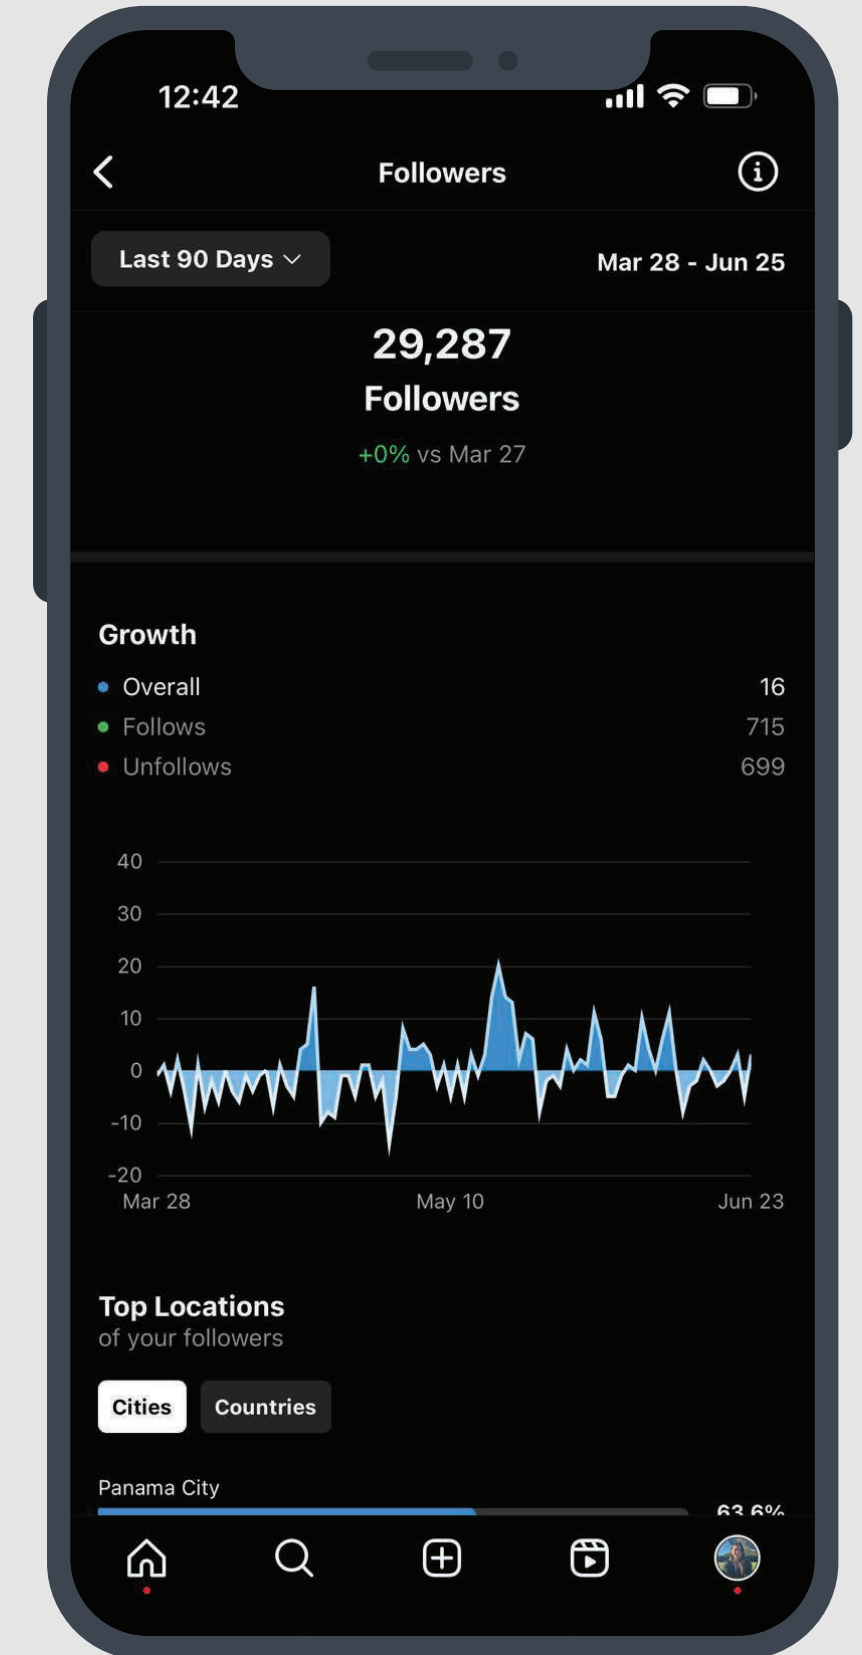 12:42
Followers
Last 90 Days
Mar 28 - Jun 25
29,287
Followers
+0% vs Mar 27
Growth
Overall 16
Follows 715
Unfollows 699
40
30
20
10
0
-10
-20
Mar 28 May 10 Jun 23
Top Locations
of your followers
Cities Countries
Panama City
63.6%